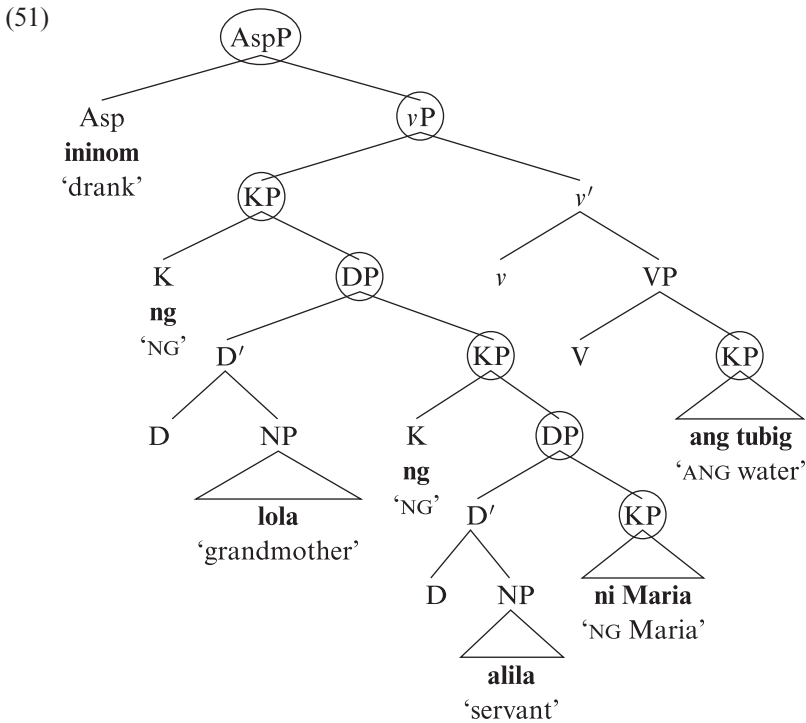 (51)
AspP
Asp
ininom
‘drank’
vP
KP
v′
K
ng
‘NG’
DP
v
VP
D′
KP
V
KP
D
NP
K
ng
‘NG’
DP
ang tubig
‘ANG water’
lola
‘grandmother’
D′
KP
D
NP
ni Maria
‘NG Maria’
alila
‘servant’